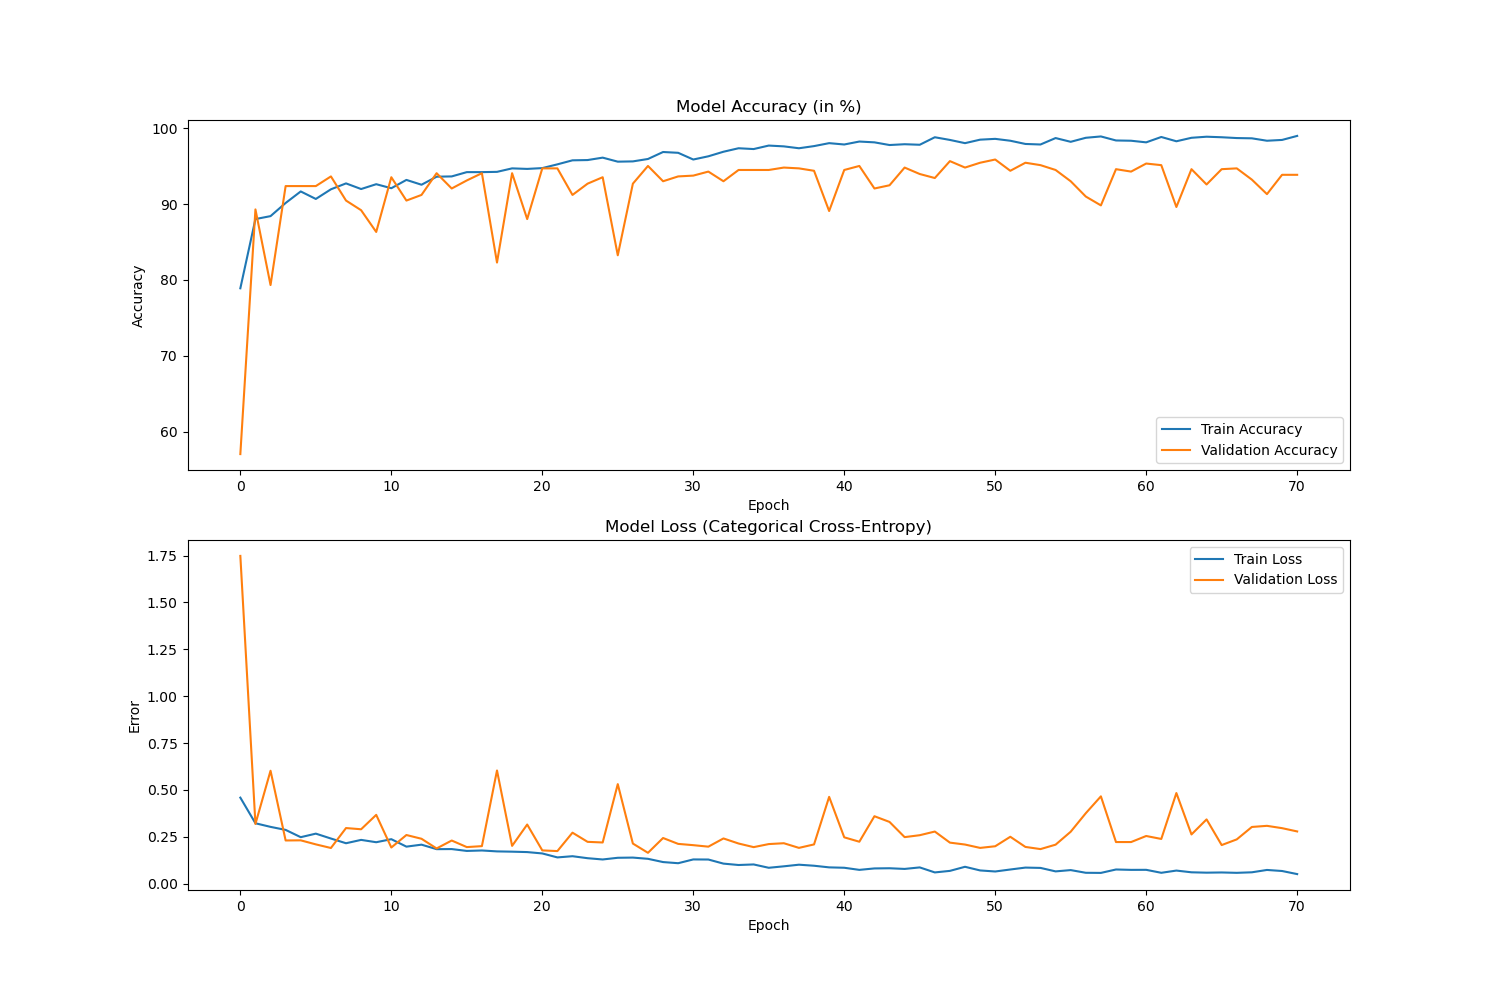 Model Accuracy (in %)
100
90
80
70
60
Accuracy
Train Accuracy
Validation Accuracy
0 10 20 30 40 50 60 70
Epoch
Model Loss (Categorical Cross-Entropy)
1.75
1.50
1.25
1.00
0.75
0.50
0.25
0.00
Error
Train Loss
Validation Loss
0 10 20 30 40 50 60 70
Epoch